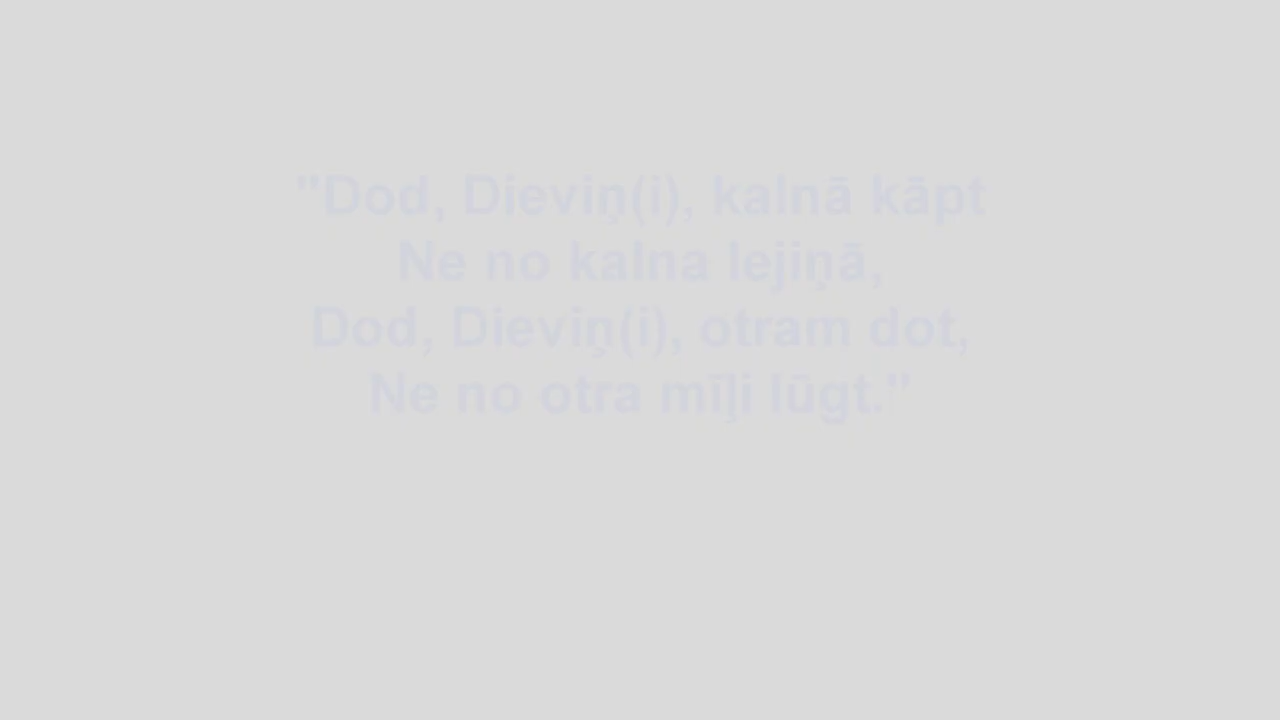 "Dod, Dieviņ(i), kalnā kāpt
Ne no kalna lejiņā,
Dod, Dieviņ(i), otram dot,
Ne no otra mīļi lūgt."